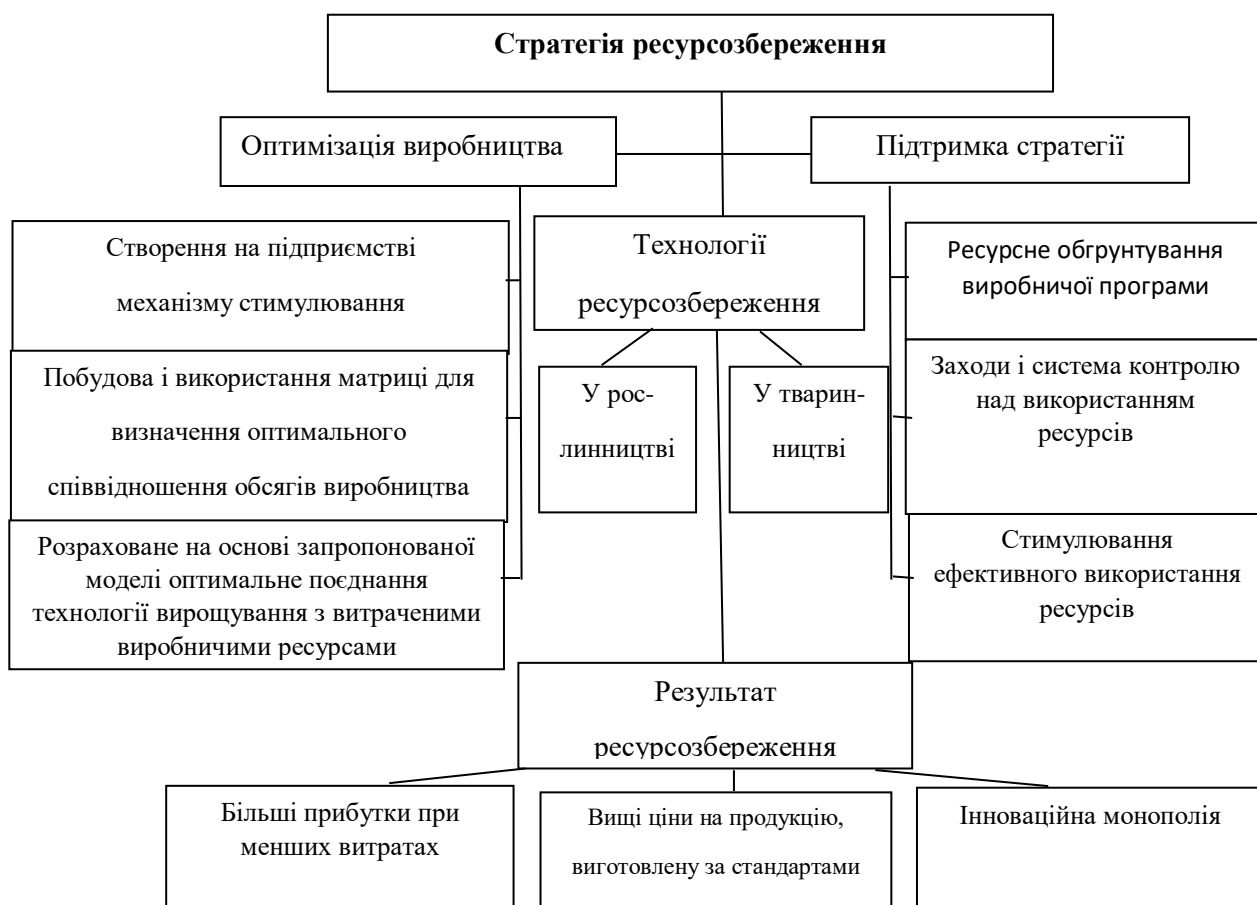 Стратегія ресурсозбереження
Оптимізація виробництва
Підтримка стратегії
Створення на підприємстві
механізму стимулювання
Технології
ресурсозбереження
Ресурсне обгрунтування
виробничої програми
Побудова і використання матриці для
визначення оптимального
співвідношення обсягів виробництва
У рос-
линництві
У тварин-
ництві
Заходи і система контролю
над використанням
ресурсів
Розраховане на основі запропонованої
моделі оптимальне поєднання
технології вирощування з витраченими
виробничими ресурсами
Стимулювання
ефективного використання
ресурсів
Результат
ресурсозбереження
Більші прибутки при
менших витратах
Вищі ціни на продукцію,
виготовлену за стандартами
Інноваційна монополія